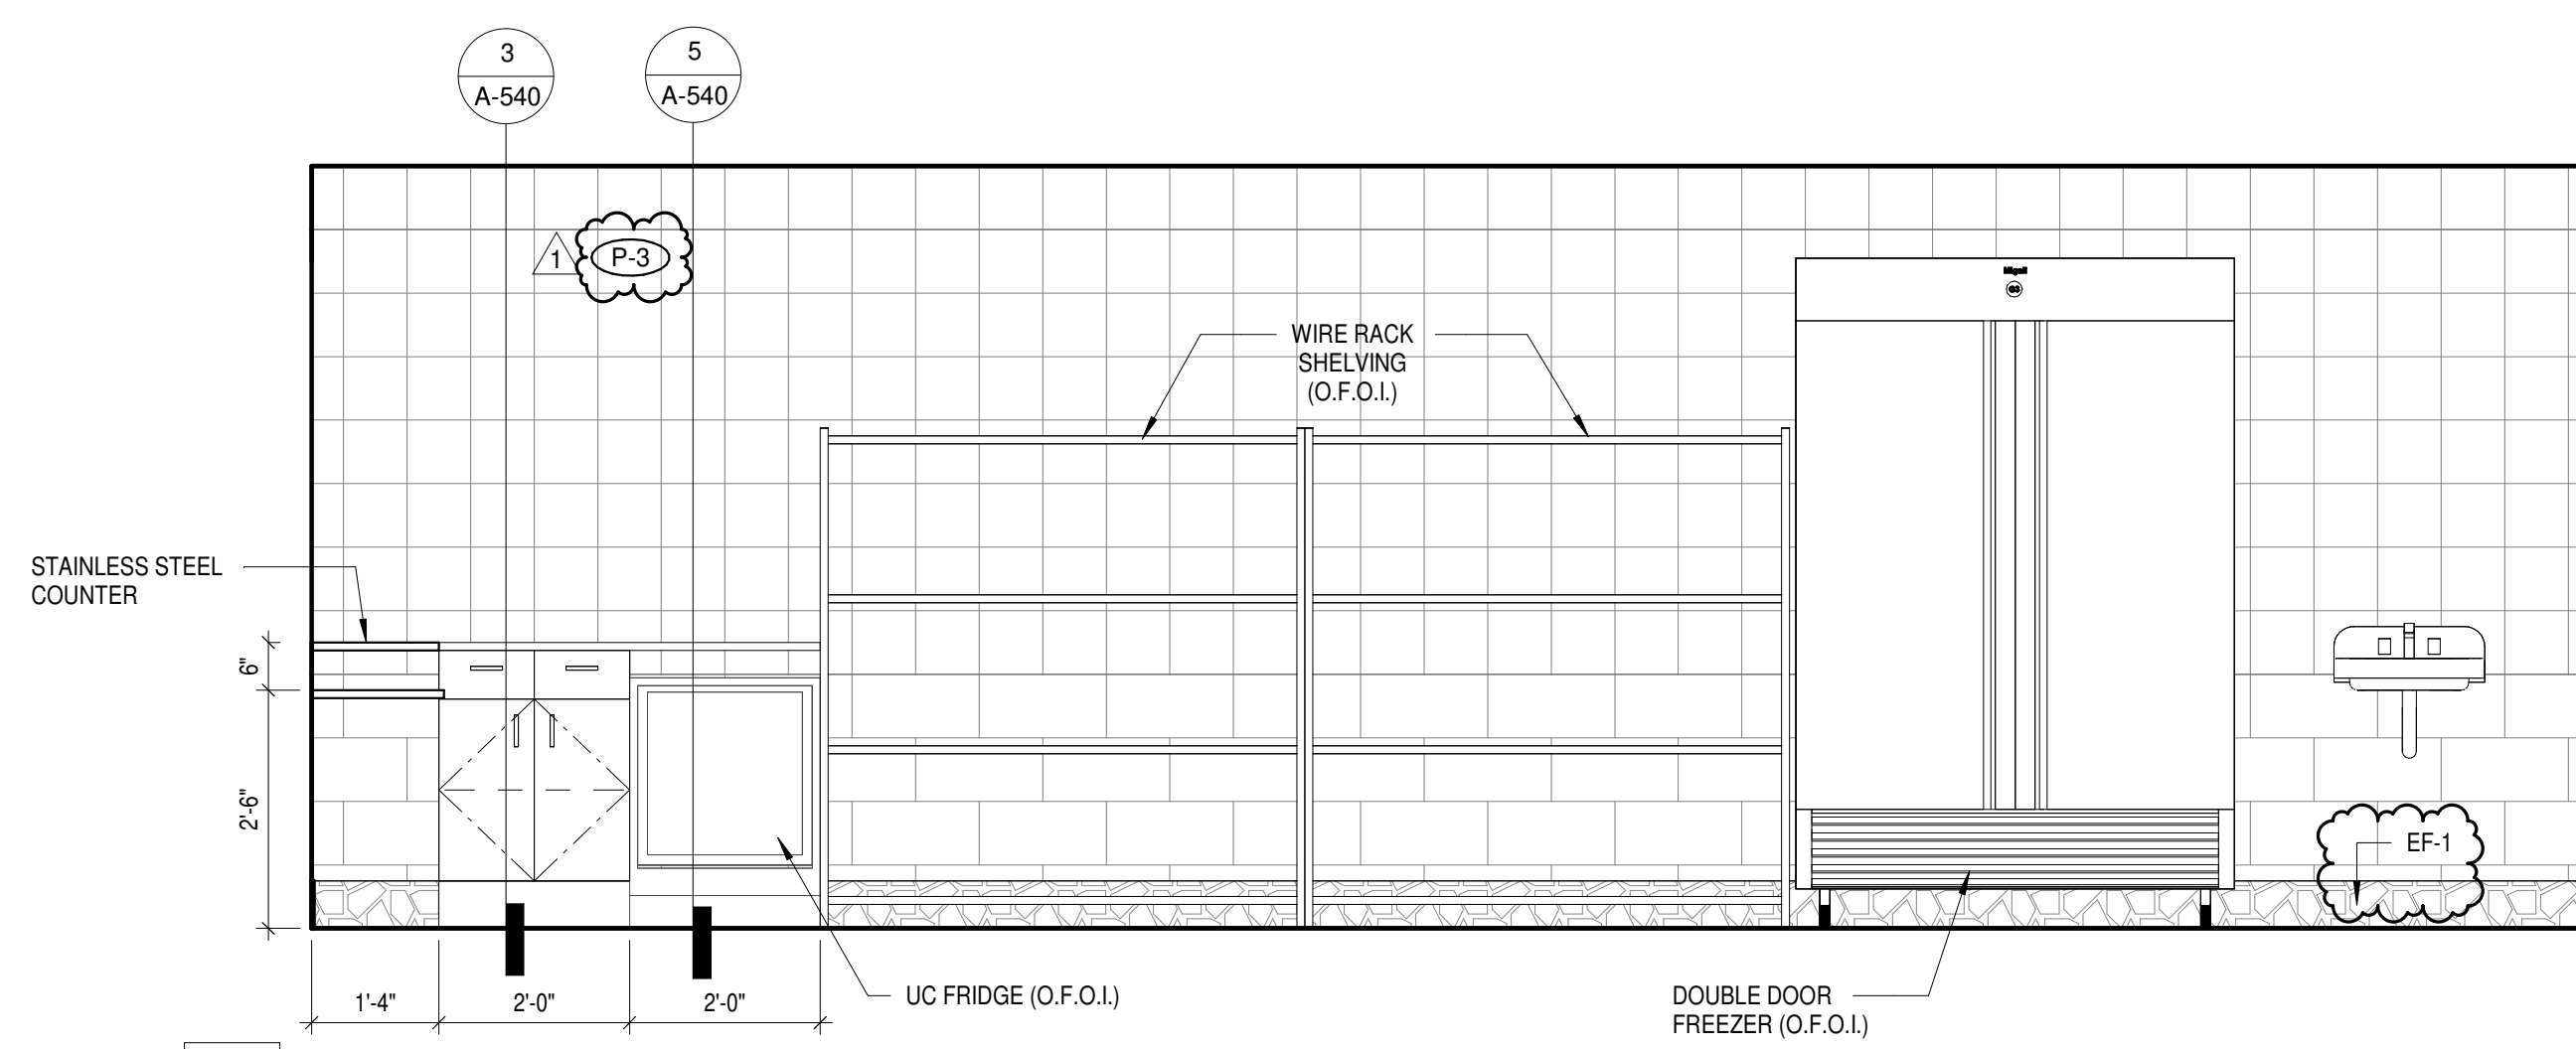 3
A-540
5
A-540
1
P-3
WIRE RACK
SHELVING
(O.F.O.I.)
Migali
STAINLESS STEEL
COUNTER
6"
2'-6"
EF-1
1'-4"
2'-0"
2'-0"
UC FRIDGE (O.F.O.I.)
DOUBLE DOOR
FREEZER (O.F.O.I.)